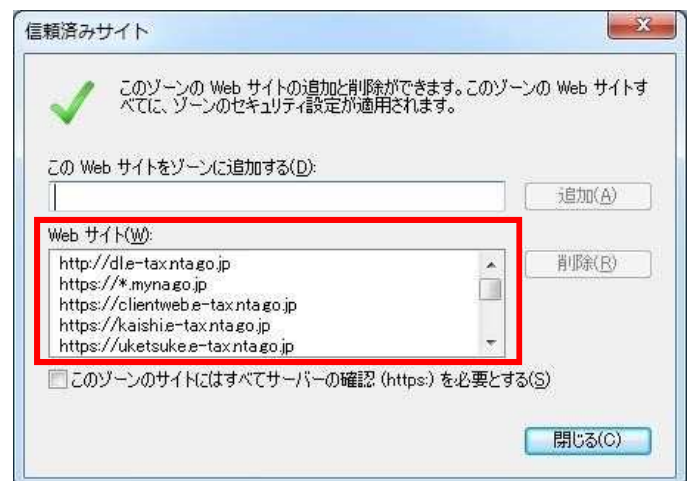 信頼済みサイト
このゾーンの Web サイトの追加と削除ができます。このゾーンの Web サイトす
べてに、ゾーンのセキュリティ設定が適用されます。
この Web サイトをゾーンに追加する(D):
追加(A)
Web サイト(W):
http://dl.e-tax.nta.go.jp
https://*.myna.go.jp
https://clientweb.e-tax.nta.go.jp
https://kaishi.e-tax.nta.go.jp
https://uketsuke.e-tax.nta.go.jp
削除(R)
このゾーンのサイトにはすべてサーバーの確認 (https:) を必要とする(S)
閉じる(C)